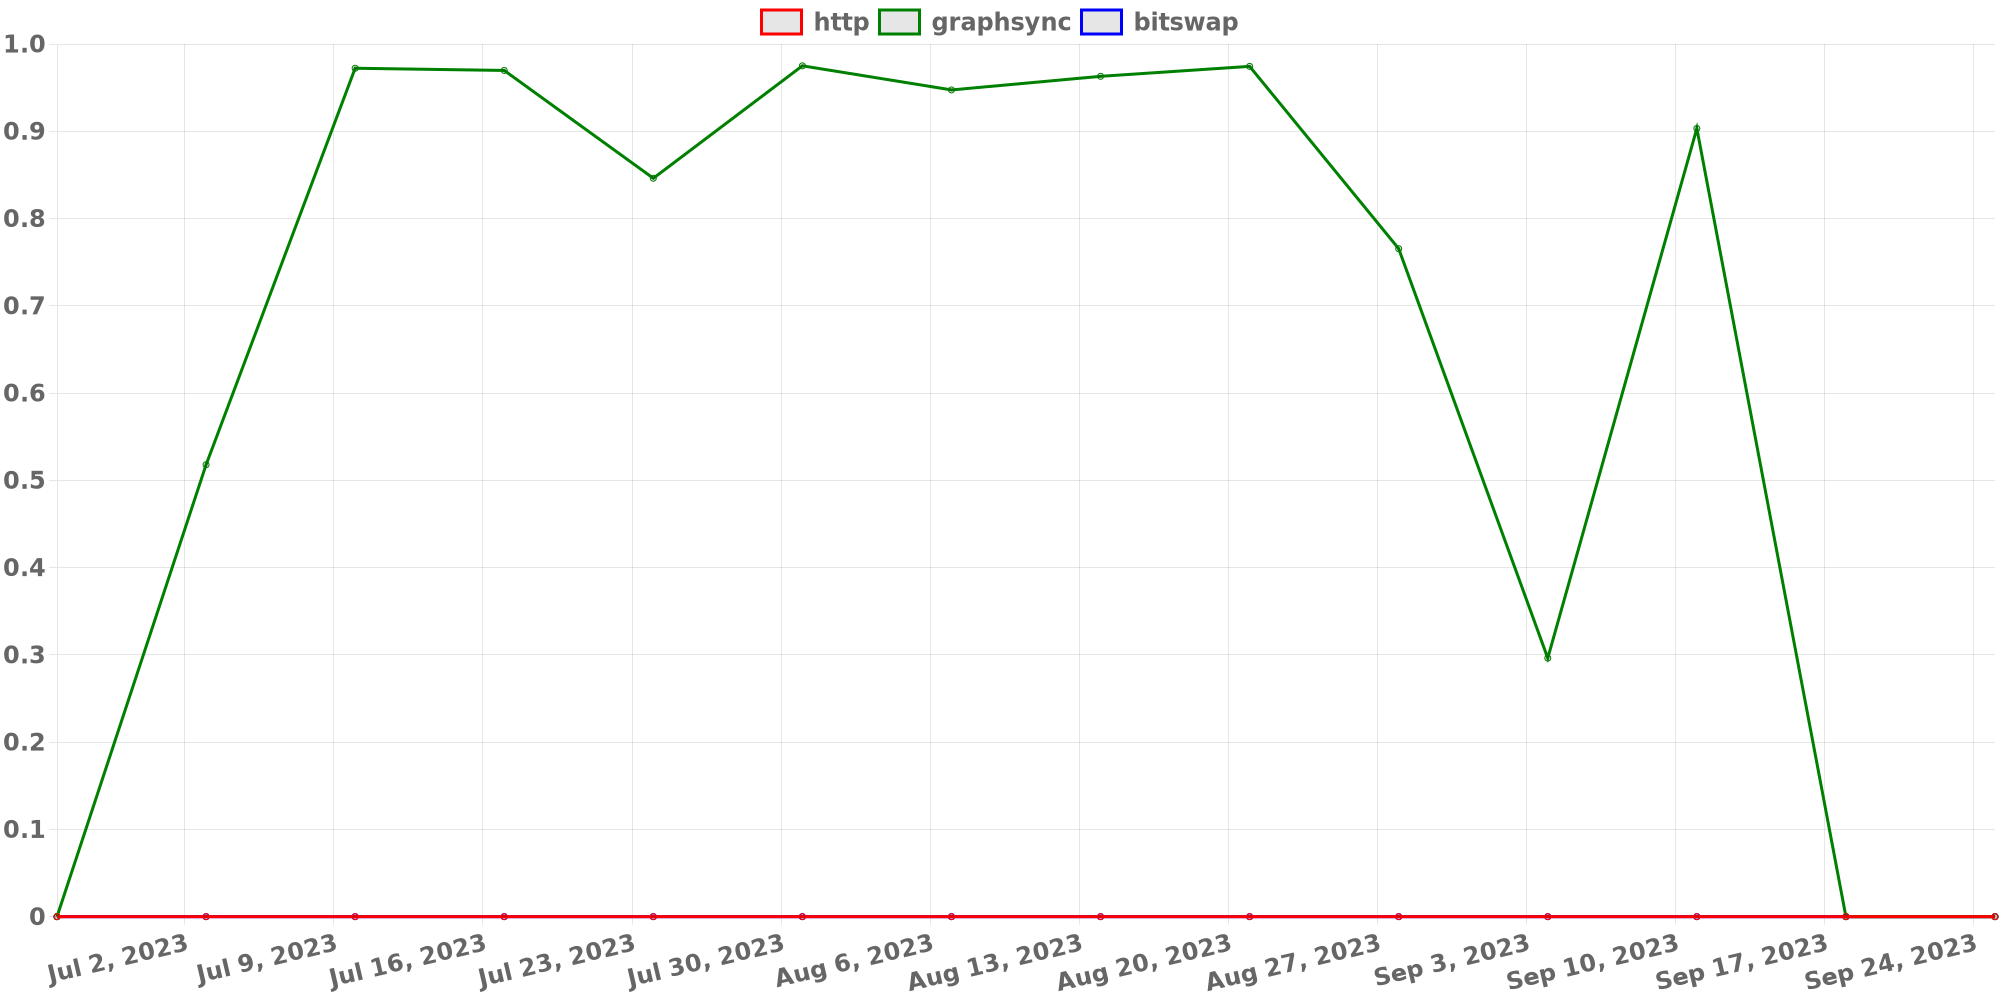 http graphsync bitswap
1.0
0.9
0.8
0.7
0.6
0.5
0.4
0.3
0.2
0.1
0
Jul 2, 2023
Jul 9, 2023
Jul 16, 2023
Jul 23, 2023
Jul 30, 2023
Aug 6, 2023
Aug 13, 2023
Aug 20, 2023
Aug 27, 2023
Sep 3, 2023
Sep 10, 2023
Sep 17, 2023
Sep 24, 2023